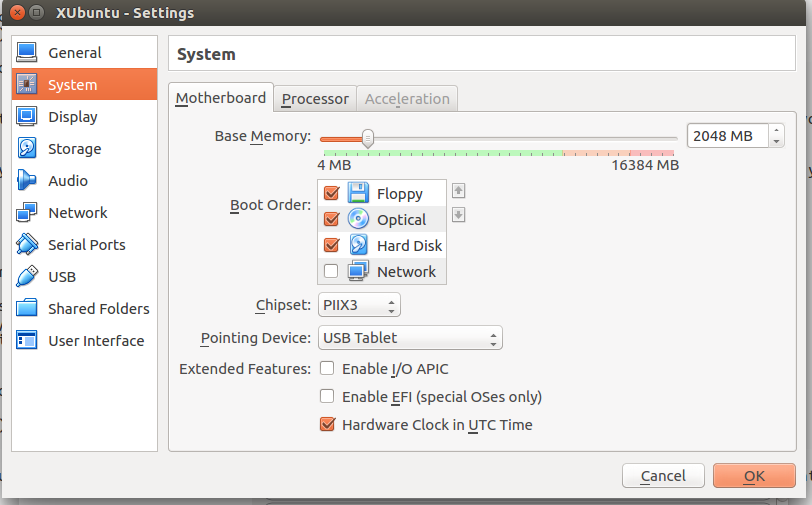 XUbuntu - Settings
General
System
Display
Storage
Audio
Network
Serial Ports
USB
Shared Folders
User Interface
System
Motherboard Processor Acceleration
Base Memory: 2048 MB
4 MB 16384 MB
Boot Order:
Floppy
Optical
Hard Disk
Network
Chipset: PIIX3
Pointing Device: USB Tablet
Extended Features: Enable I/O APIC
Enable EFI (special OSes only)
Hardware Clock in UTC Time
Cancel OK